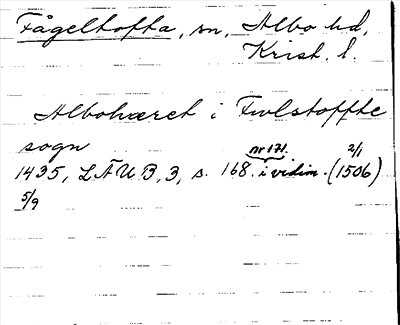 Fågeltofta, sn, Albo hd,
Krist. l.
Albohæret i Fwlstoffte
sogn
nr 171. 2/1
1435, LÄUB, 3, s. 168. i vidim. (1506)
5/9